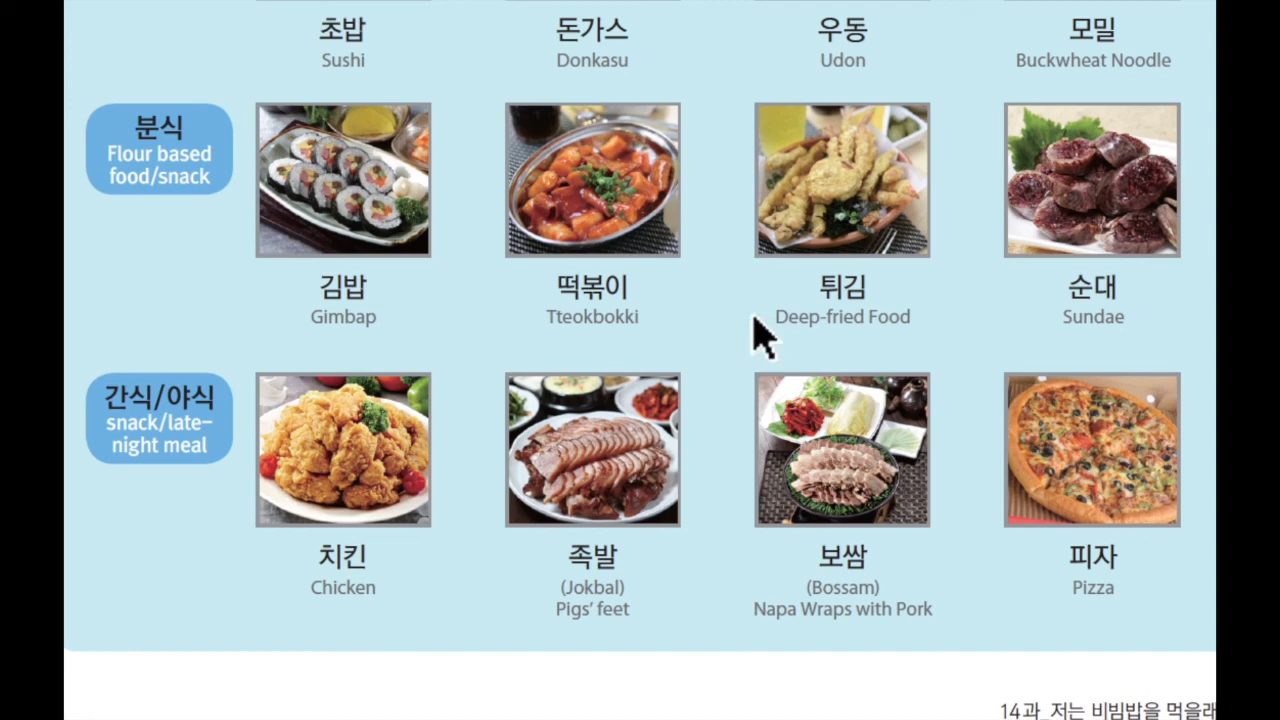 초밥 돈가스 우동 모밀
Sushi Donkasu Udon Buckwheat Noodle
분식
Flour based
food/snack
김밥 떡볶이 튀김 순대
Gimbap Tteokbokki Deep-fried Food Sundae
간식/야식
snack/late–
night meal
치킨 족발 보쌈 피자
Chicken (Jokbal) (Bossam) Pizza
Pigs’ feet Napa Wraps with Pork
14과 저는 비빔밥을 먹을래